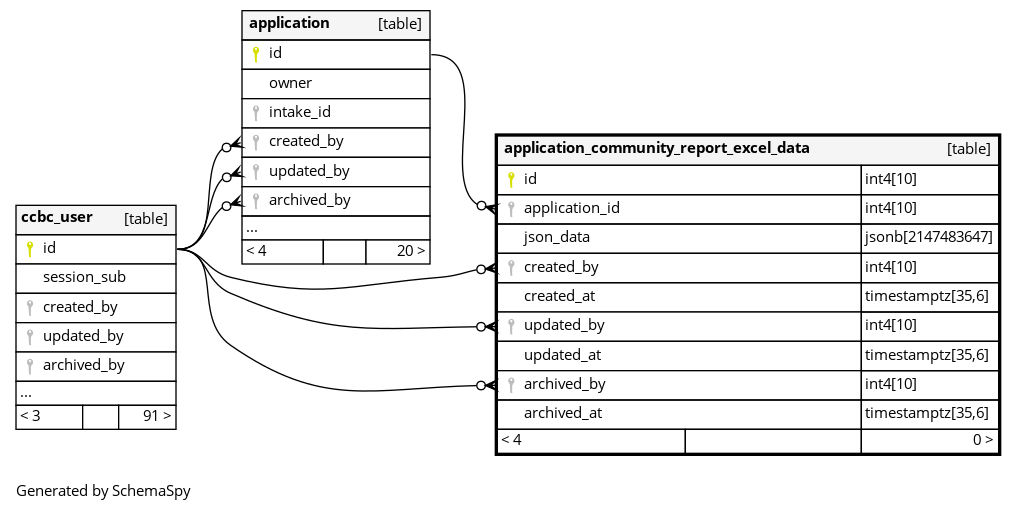 application [table]
id
owner
intake_id
created_by
updated_by
archived_by
...
< 4 20 >
ccbc_user [table]
id
session_sub
created_by
updated_by
archived_by
...
< 3 91 >
application_community_report_excel_data [table]
id int4[10]
application_id int4[10]
json_data jsonb[2147483647]
created_by int4[10]
created_at timestamptz[35,6]
updated_by int4[10]
updated_at timestamptz[35,6]
archived_by int4[10]
archived_at timestamptz[35,6]
< 4 0 >
Generated by SchemaSpy